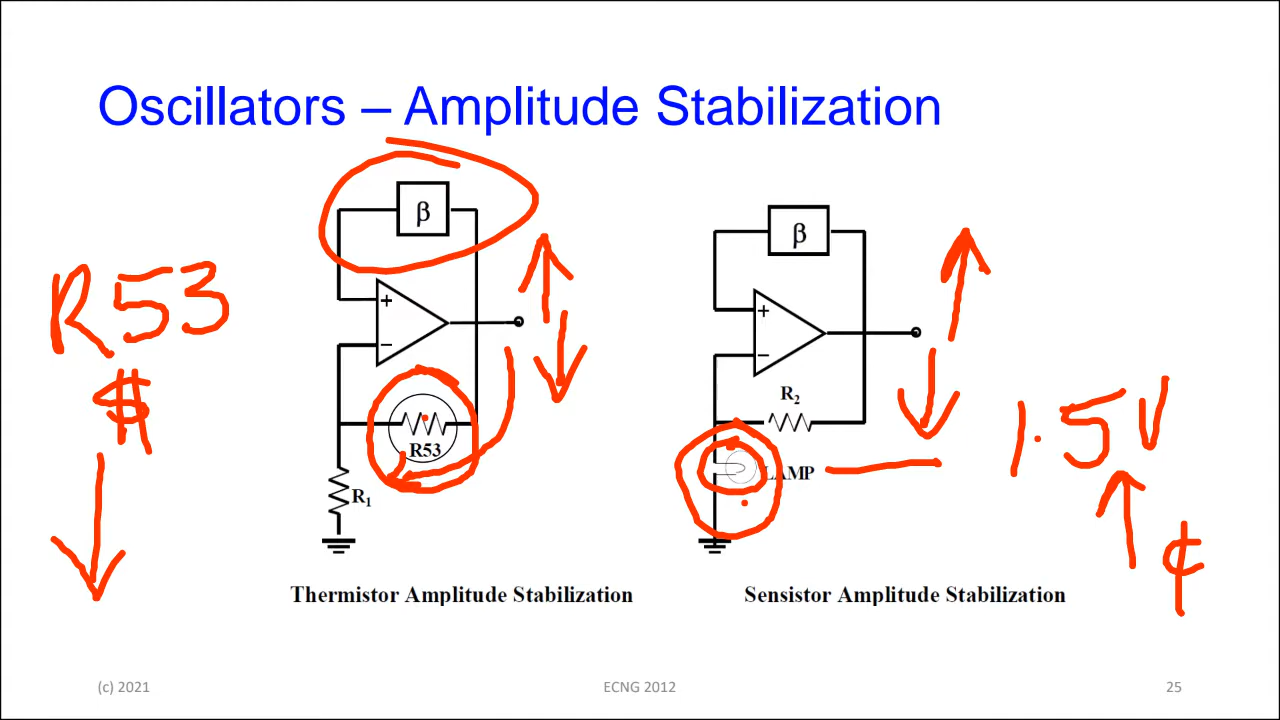 Oscillators – Amplitude Stabilization
β
+
−
R53
R1
Thermistor Amplitude Stabilization
β
+
−
R2
LAMP
Sensistor Amplitude Stabilization
R53
$
1.5V
¢
(c) 2021
ECNG 2012
25